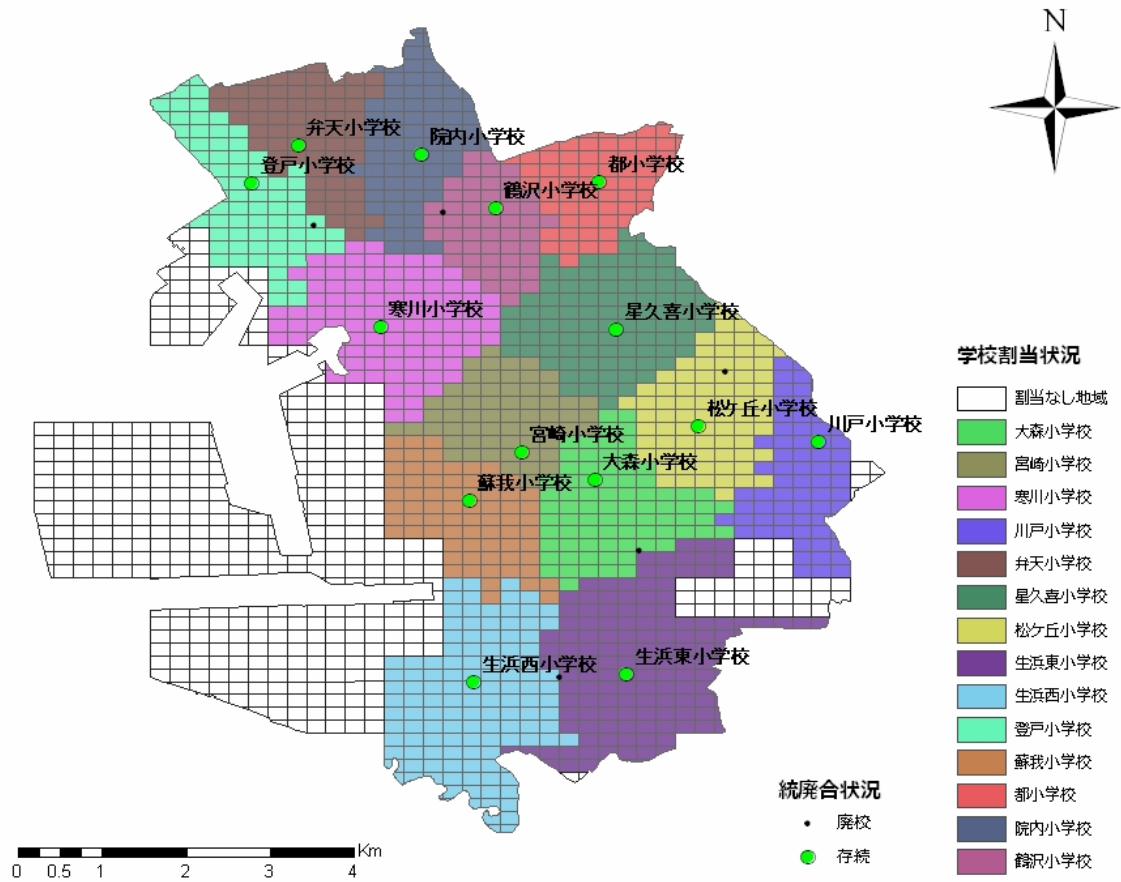 N
弁天小学校
院内小学校
登戸小学校
都小学校
鶴沢小学校
寒川小学校
星久喜小学校
松ケ丘小学校
川戸小学校
宮崎小学校
大森小学校
蘇我小学校
生浜西小学校
生浜東小学校
学校割当状況
割当なし地域
大森小学校
宮崎小学校
寒川小学校
川戸小学校
弁天小学校
星久喜小学校
松ケ丘小学校
生浜東小学校
生浜西小学校
登戸小学校
蘇我小学校
都小学校
院内小学校
鶴沢小学校
統廃合状況
廃校
存続
Km
0 0.5 1 2 3 4